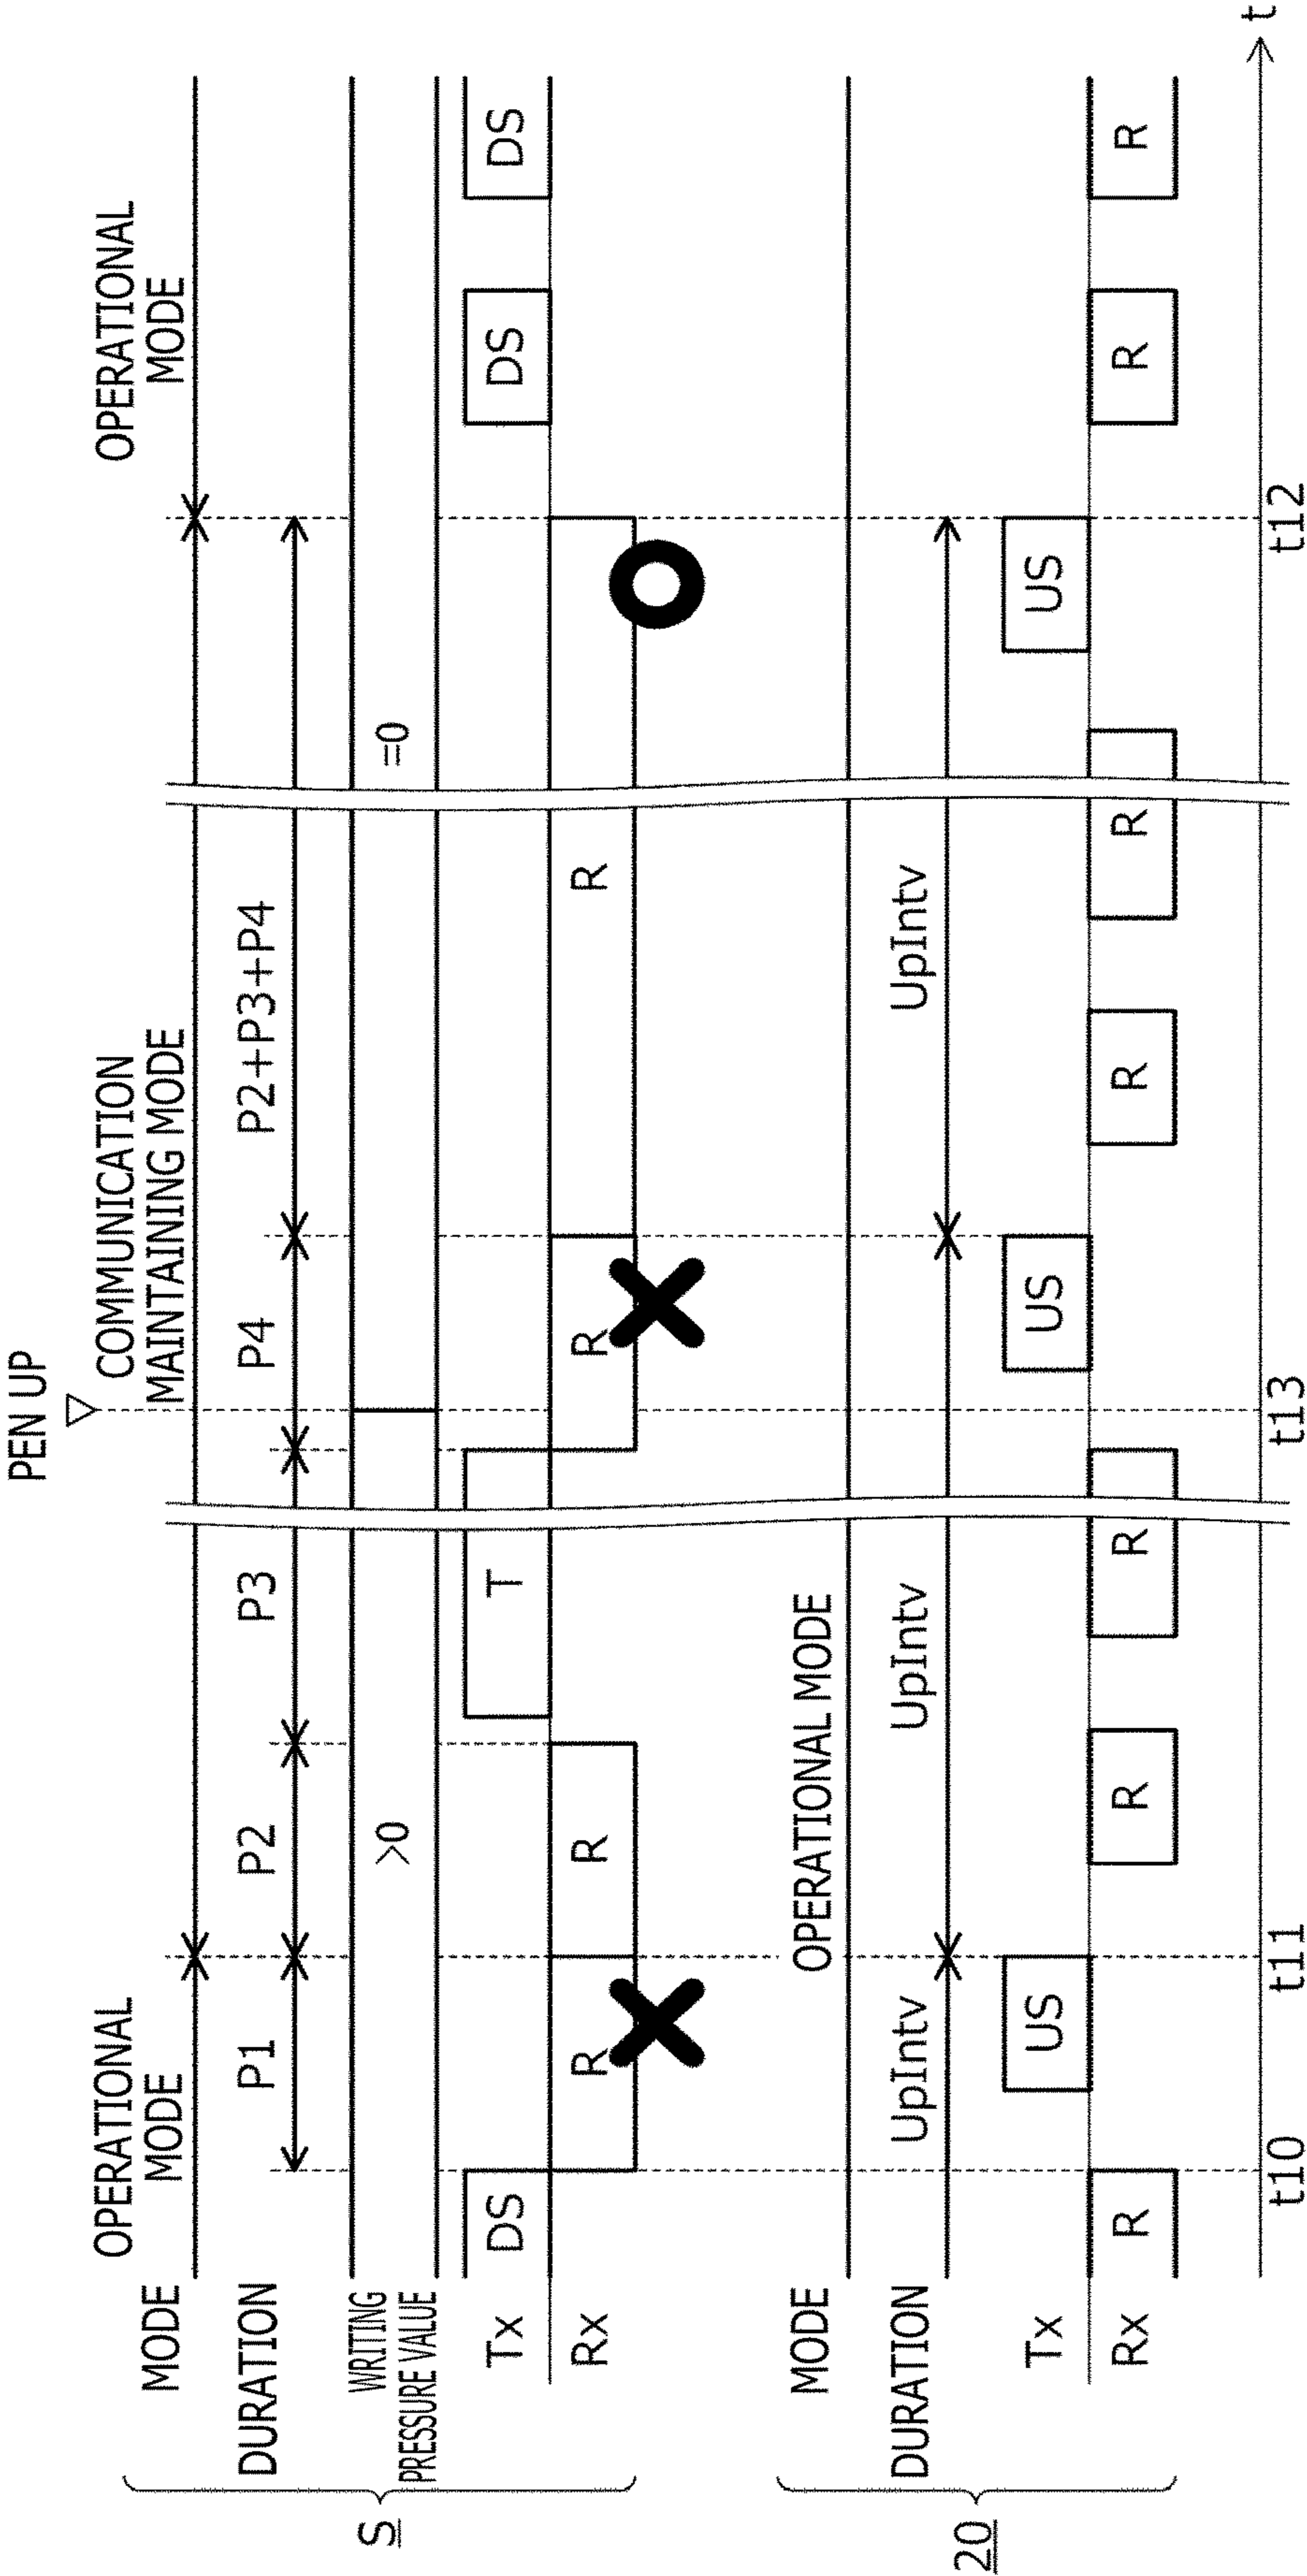 PEN UP
OPERATIONAL
MODE
COMMUNICATION
MAINTAINING MODE
OPERATIONAL
MODE
MODE
DURATION
P1
P2
P3
P4
P2+P3+P4
WRITING
PRESSURE VALUE
>0
=0
Tx
DS
T
DS
DS
Rx
R
R
R
R
S
MODE
OPERATIONAL MODE
DURATION
UpIntv
UpIntv
UpIntv
Tx
US
US
US
Rx
R
R
R
R
R
R
R
20
t10
t11
t13
t12
t